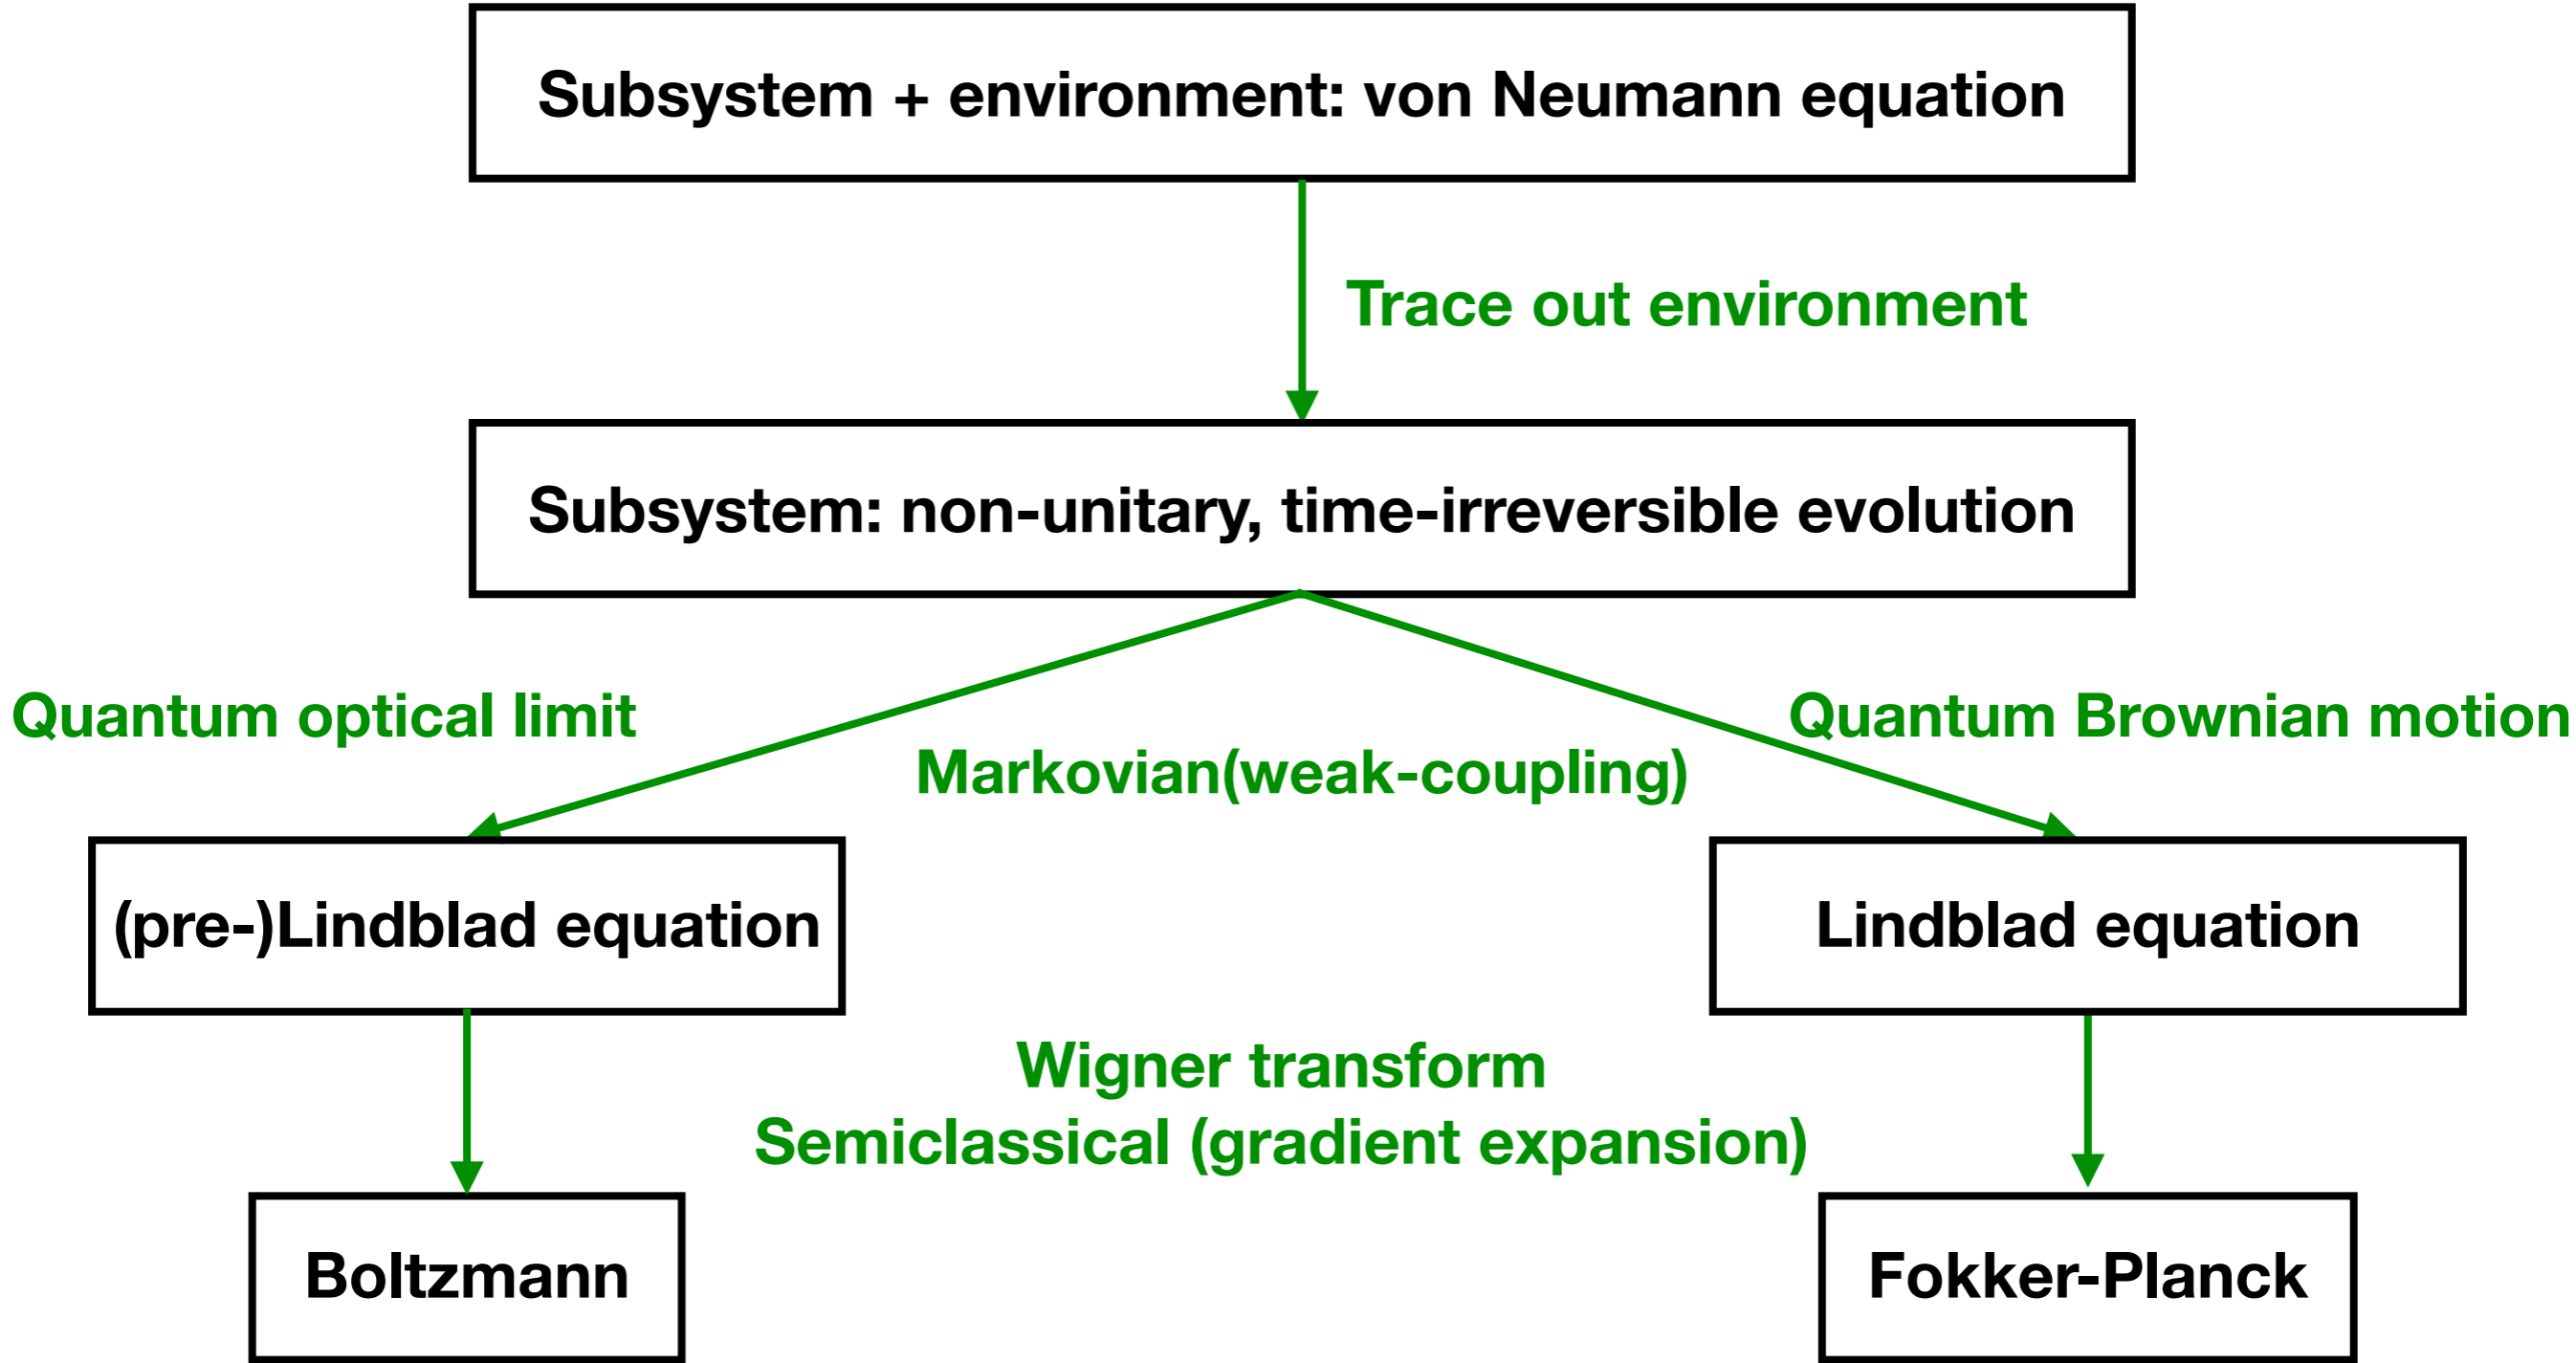 Subsystem + environment: von Neumann equation
Trace out environment
Subsystem: non-unitary, time-irreversible evolution
Quantum optical limit
Quantum Brownian motion
Markovian(weak-coupling)
(pre-)Lindblad equation
Lindblad equation
Wigner transform
Semiclassical (gradient expansion)
Boltzmann
Fokker-Planck